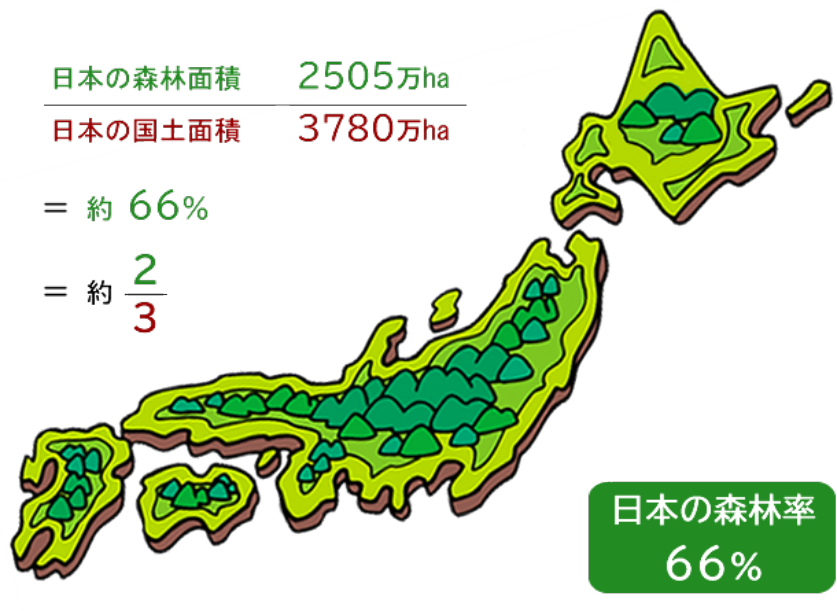 日本の森林面積 2505万ha
日本の国土面積 3780万ha
= 約 66%
= 約 2
3
日本の森林率
66%